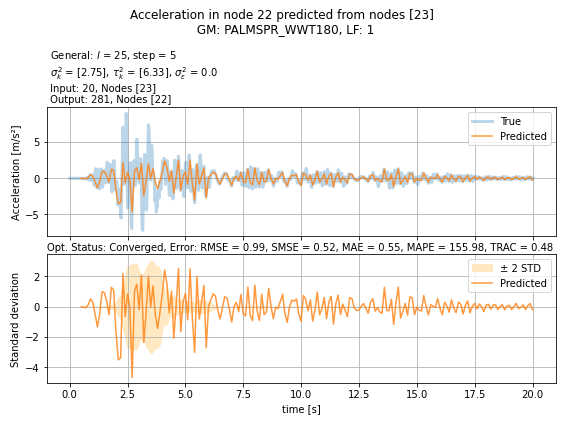 Acceleration in node 22 predicted from nodes [23]
GM: PALMSPR_WWT180, LF: 1
General: l = 25, step = 5
σ²ₖ = [2.75], τ²ₖ = [6.33], σ²ε = 0.0
Input: 20, Nodes [23]
Output: 281, Nodes [22]
Acceleration [m/s²]
5
0
−5
True
Predicted
Opt. Status: Converged, Error: RMSE = 0.99, SMSE = 0.52, MAE = 0.55, MAPE = 155.98, TRAC = 0.48
Standard deviation
2
0
−2
−4
± 2 STD
Predicted
0.0 2.5 5.0 7.5 10.0 12.5 15.0 17.5 20.0
time [s]